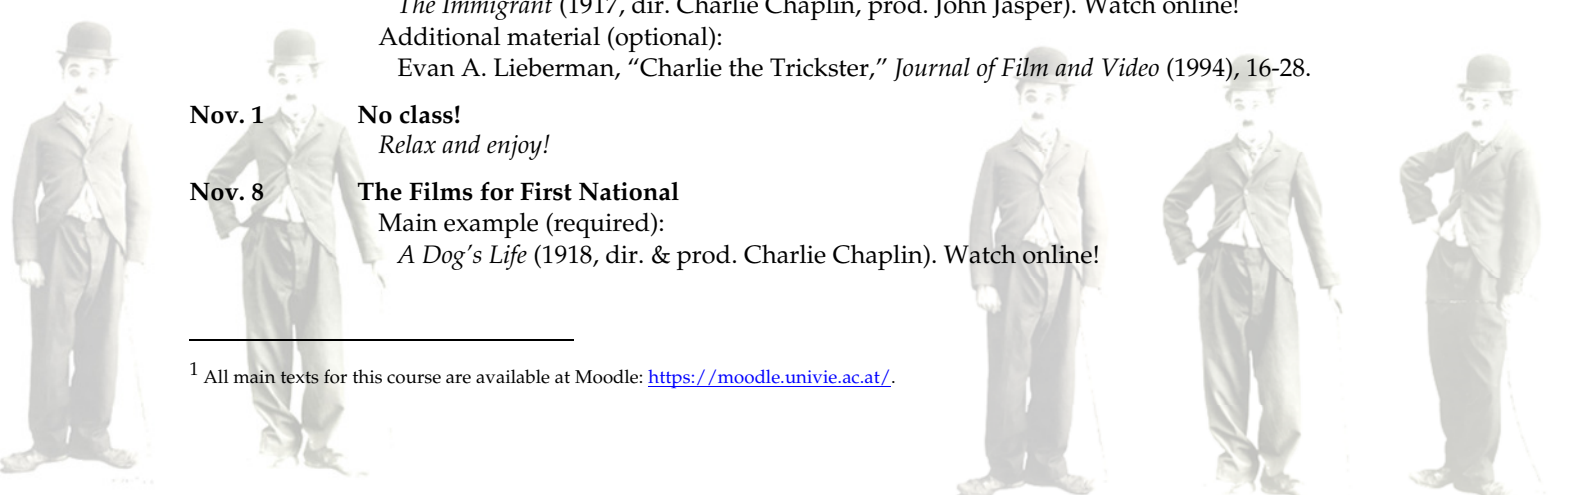 The Immigrant (1917, dir. Charlie Chaplin, prod. John Jasper). Watch online!
Additional material (optional):
Evan A. Lieberman, “Charlie the Trickster,” Journal of Film and Video (1994), 16-28.
Nov. 1 No class!
Relax and enjoy!
Nov. 8 The Films for First National
Main example (required):
A Dog’s Life (1918, dir. & prod. Charlie Chaplin). Watch online!
1 All main texts for this course are available at Moodle: https://moodle.univie.ac.at/.